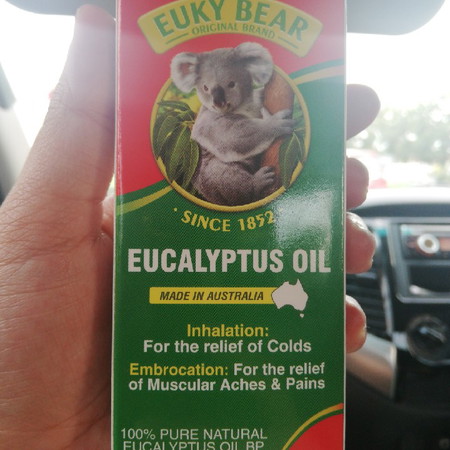 EUKY BEAR
ORIGINAL BRAND
· SINCE 1852
EUCALYPTUS OIL
MADE IN AUSTRALIA
Inhalation:
For the relief of Colds
Embrocation: For the relief
of Muscular Aches & Pains
100% PURE NATURAL
EUCALYPTUS OIL BP